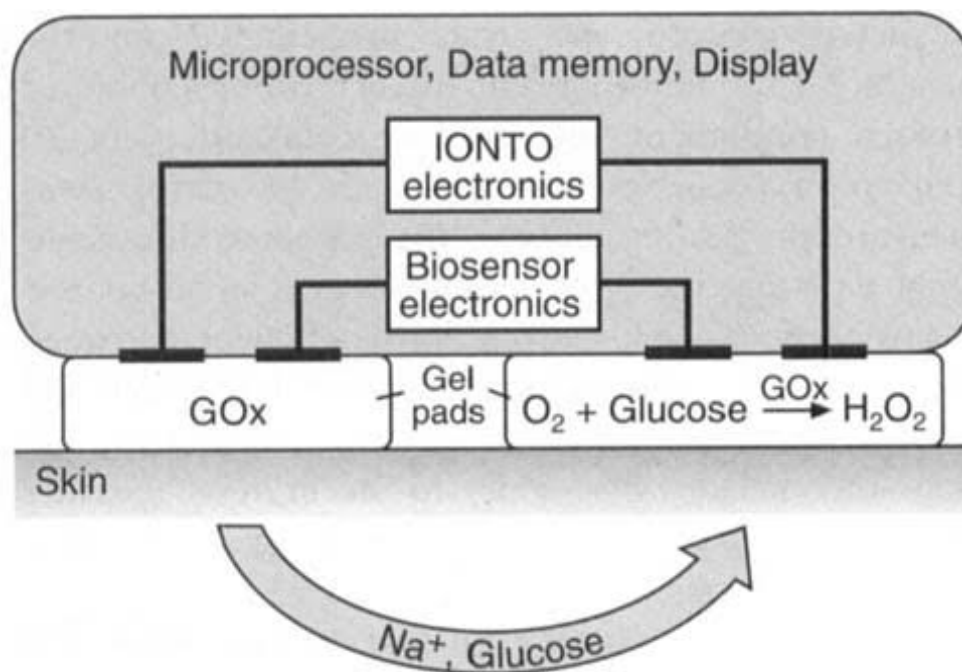 Microprocessor, Data memory, Display
IONTO
electronics
Biosensor
electronics
GOx
Gel
pads
O₂ + Glucose GOx → H₂O₂
Skin
Na⁺, Glucose